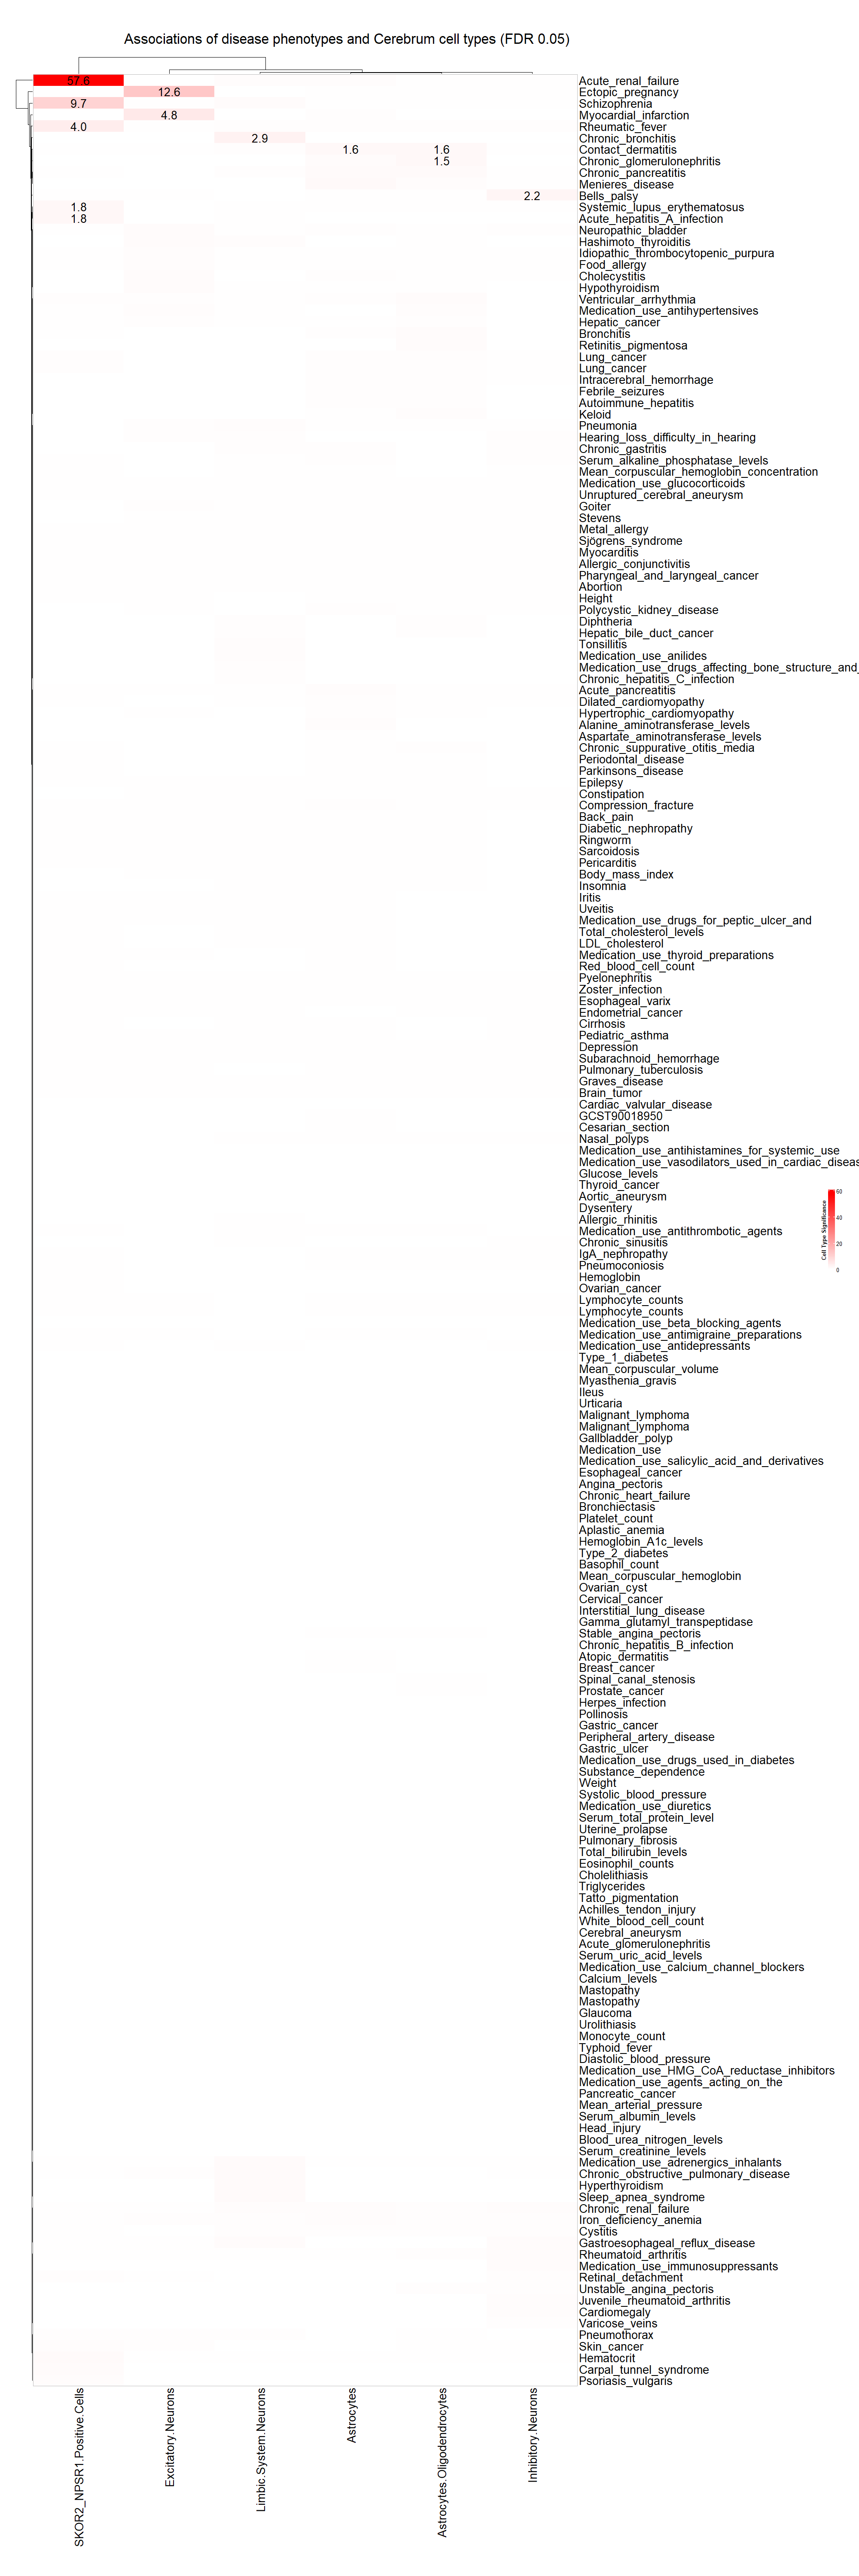 Associations of disease phenotypes and Cerebrum cell types (FDR 0.05)
57.6 Acute_renal_failure
12.6 Ectopic_pregnancy
9.7 Schizophrenia
4.8 Myocardial_infarction
4.0 Rheumatic_fever
2.9 Chronic_bronchitis
1.6 1.6 Contact_dermatitis
1.5 Chronic_glomerulonephritis
Chronic_pancreatitis
Menieres_disease
2.2 Bells_palsy
1.8 Systemic_lupus_erythematosus
1.8 Acute_hepatitis_A_infection
Neuropathic_bladder
Hashimoto_thyroiditis
Idiopathic_thrombocytopenic_purpura
Food_allergy
Cholecystitis
Hypothyroidism
Ventricular_arrhythmia
Medication_use_antihypertensives
Hepatic_cancer
Bronchitis
Retinitis_pigmentosa
Lung_cancer
Lung_cancer
Intracerebral_hemorrhage
Febrile_seizures
Autoimmune_hepatitis
Keloid
Pneumonia
Hearing_loss_difficulty_in_hearing
Chronic_gastritis
Serum_alkaline_phosphatase_levels
Mean_corpuscular_hemoglobin_concentration
Medication_use_glucocorticoids
Unruptured_cerebral_aneurysm
Goiter
Stevens
Metal_allergy
Sjögrens_syndrome
Myocarditis
Allergic_conjunctivitis
Pharyngeal_and_laryngeal_cancer
Abortion
Height
Polycystic_kidney_disease
Diphtheria
Hepatic_bile_duct_cancer
Tonsillitis
Medication_use_anilides
Medication_use_drugs_affecting_bone_structure_and_
Chronic_hepatitis_C_infection
Acute_pancreatitis
Dilated_cardiomyopathy
Hypertrophic_cardiomyopathy
Alanine_aminotransferase_levels
Aspartate_aminotransferase_levels
Chronic_suppurative_otitis_media
Periodontal_disease
Parkinsons_disease
Epilepsy
Constipation
Compression_fracture
Back_pain
Diabetic_nephropathy
Ringworm
Sarcoidosis
Pericarditis
Body_mass_index
Insomnia
Iritis
Uveitis
Medication_use_drugs_for_peptic_ulcer_and
Total_cholesterol_levels
LDL_cholesterol
Medication_use_thyroid_preparations
Red_blood_cell_count
Pyelonephritis
Zoster_infection
Esophageal_varix
Endometrial_cancer
Cirrhosis
Pediatric_asthma
Depression
Subarachnoid_hemorrhage
Pulmonary_tuberculosis
Graves_disease
Brain_tumor
Cardiac_valvular_disease
GCST90018950
Cesarian_section
Nasal_polyps
Medication_use_antihistamines_for_systemic_use
Medication_use_vasodilators_used_in_cardiac_diseas
Glucose_levels
Thyroid_cancer
Aortic_aneurysm
Dysentery
Allergic_rhinitis
Medication_use_antithrombotic_agents
Chronic_sinusitis
IgA_nephropathy
Pneumoconiosis
Hemoglobin
Ovarian_cancer
Lymphocyte_counts
Lymphocyte_counts
Medication_use_beta_blocking_agents
Medication_use_antimigraine_preparations
Medication_use_antidepressants
Type_1_diabetes
Mean_corpuscular_volume
Myasthenia_gravis
Ileus
Urticaria
Malignant_lymphoma
Malignant_lymphoma
Gallbladder_polyp
Medication_use
Medication_use_salicylic_acid_and_derivatives
Esophageal_cancer
Angina_pectoris
Chronic_heart_failure
Bronchiectasis
Platelet_count
Aplastic_anemia
Hemoglobin_A1c_levels
Type_2_diabetes
Basophil_count
Mean_corpuscular_hemoglobin
Ovarian_cyst
Cervical_cancer
Interstitial_lung_disease
Gamma_glutamyl_transpeptidase
Stable_angina_pectoris
Chronic_hepatitis_B_infection
Atopic_dermatitis
Breast_cancer
Spinal_canal_stenosis
Prostate_cancer
Herpes_infection
Pollinosis
Gastric_cancer
Peripheral_artery_disease
Gastric_ulcer
Medication_use_drugs_used_in_diabetes
Substance_dependence
Weight
Systolic_blood_pressure
Medication_use_diuretics
Serum_total_protein_level
Uterine_prolapse
Pulmonary_fibrosis
Total_bilirubin_levels
Eosinophil_counts
Cholelithiasis
Triglycerides
Tatto_pigmentation
Achilles_tendon_injury
White_blood_cell_count
Cerebral_aneurysm
Acute_glomerulonephritis
Serum_uric_acid_levels
Medication_use_calcium_channel_blockers
Calcium_levels
Mastopathy
Mastopathy
Glaucoma
Urolithiasis
Monocyte_count
Typhoid_fever
Diastolic_blood_pressure
Medication_use_HMG_CoA_reductase_inhibitors
Medication_use_agents_acting_on_the
Pancreatic_cancer
Mean_arterial_pressure
Serum_albumin_levels
Head_injury
Blood_urea_nitrogen_levels
Serum_creatinine_levels
Medication_use_adrenergics_inhalants
Chronic_obstructive_pulmonary_disease
Hyperthyroidism
Sleep_apnea_syndrome
Chronic_renal_failure
Iron_deficiency_anemia
Cystitis
Gastroesophageal_reflux_disease
Rheumatoid_arthritis
Medication_use_immunosuppressants
Retinal_detachment
Unstable_angina_pectoris
Juvenile_rheumatoid_arthritis
Cardiomegaly
Varicose_veins
Pneumothorax
Skin_cancer
Hematocrit
Carpal_tunnel_syndrome
Psoriasis_vulgaris
Cell Type Significance
60
40
20
0
SKOR2_NPSR1.Positive.Cells
Excitatory.Neurons
Limbic.System.Neurons
Astrocytes
Astrocytes.Oligodendrocytes
Inhibitory.Neurons